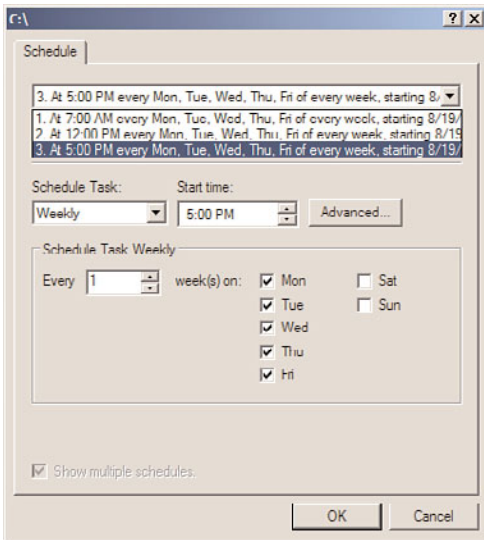 C:\
Schedule
3. At 5:00 PM every Mon, Tue, Wed, Thu, Fri of every week, starting 8/
1. At 7:00 AM every Mon, Tue, Wed, Thu, Fri of every week, starting 8/19/
2. At 12:00 PM every Mon, Tue, Wed, Thu, Fri of every week, starting 8/19
3. At 5:00 PM every Mon, Tue, Wed, Thu, Fri of every week, starting 8/19/
Schedule Task: Start time:
Weekly 5:00 PM Advanced...
Schedule Task Weekly
Every 1 week(s) on: Mon Sat
Tue Sun
Wed
Thu
Fri
Show multiple schedules.
OK Cancel